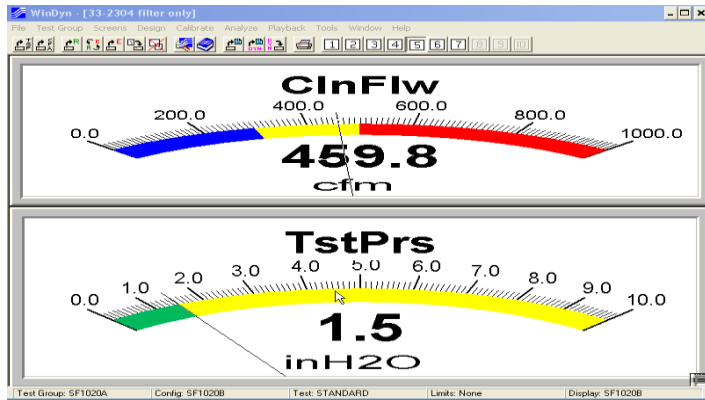 WinDyn - [33-2304 filter only]
File Test Group Screens Design Calibrate Analyze Playback Tools Window Help
1 2 3 4 5 6 7 8 9 10
ClnFlw
0.0 200.0 400.0 600.0 800.0 1000.0
459.8
cfm
TstPrs
0.0 1.0 2.0 3.0 4.0 5.0 6.0 7.0 8.0 9.0 10.0
1.5
inH2O
Test Group: SF1020A Config: SF1020B Test: STANDARD Limits: None Display: SF1020B